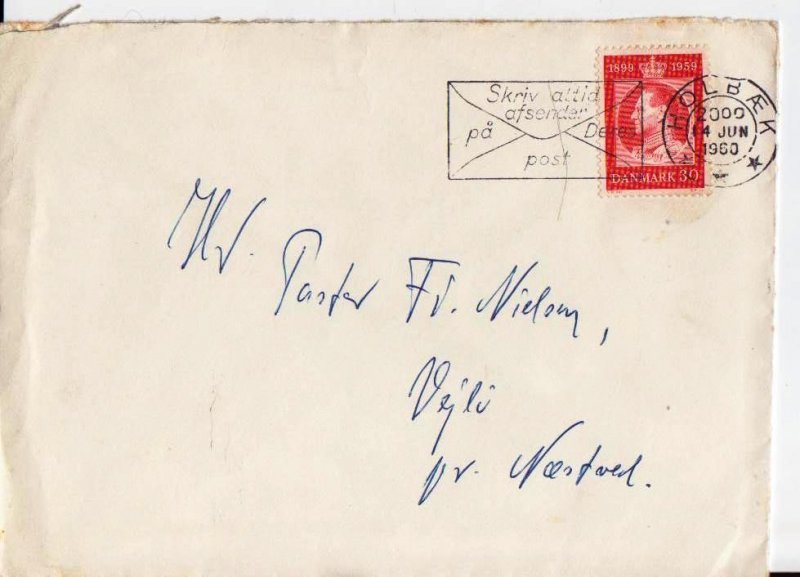 1899 1959
DANMARK 30
Skriv altid
afsender
på Deres
post
HOLBÆK
2000
14 JUN
1960
Hr. Pastor Fr. Nielsen,
Vejlø
pr. Næstved.